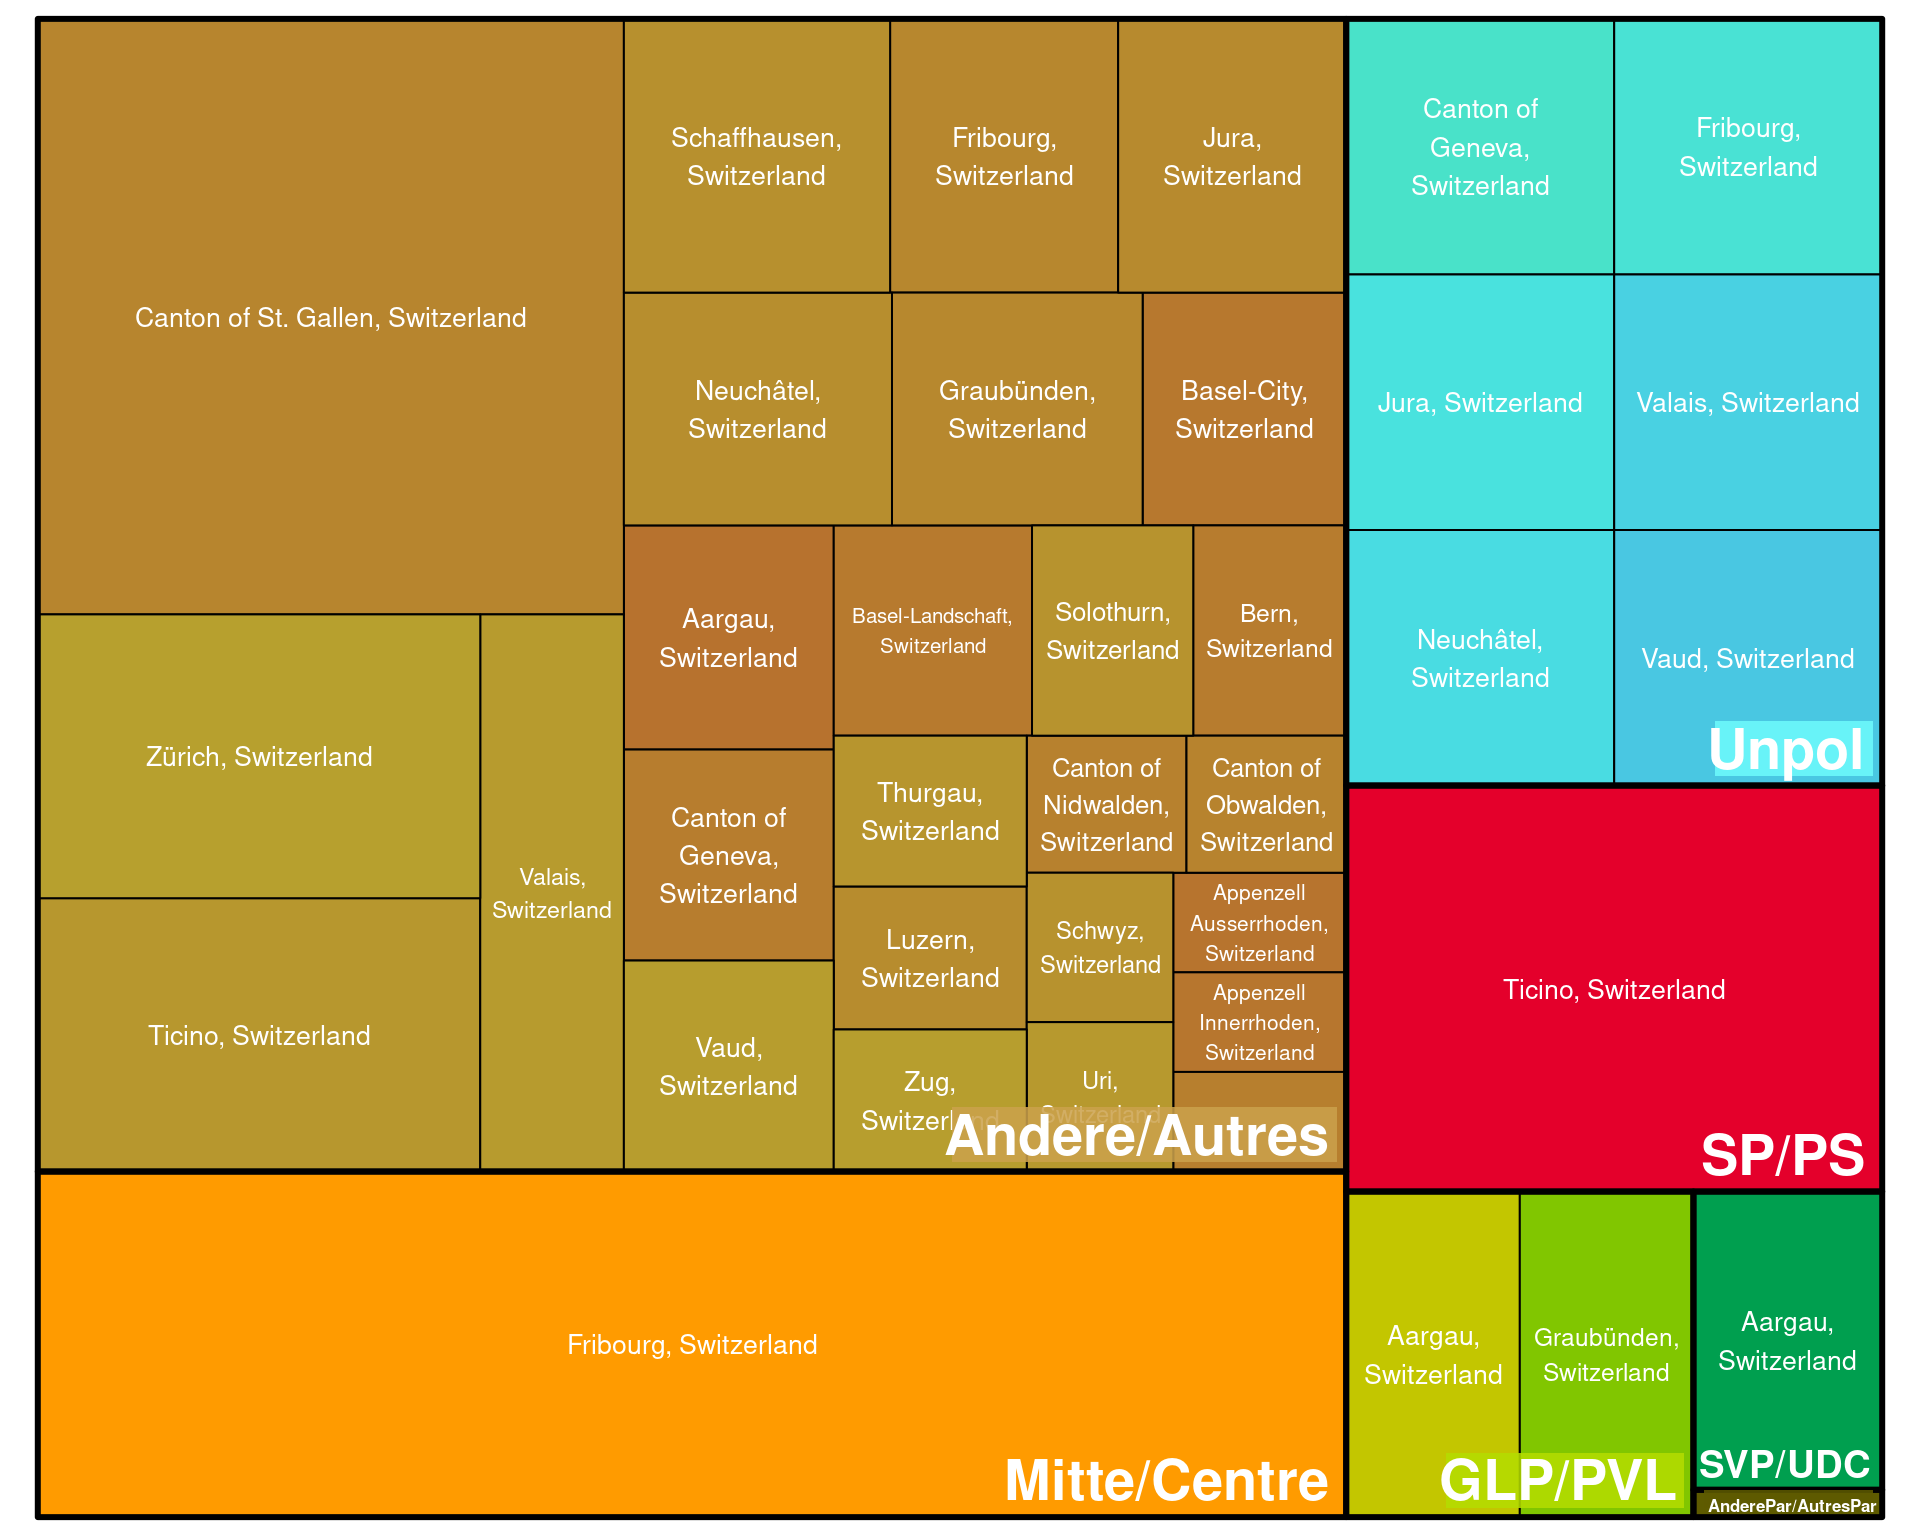 Canton of St. Gallen, Switzerland
Schaffhausen,
Switzerland
Fribourg,
Switzerland
Jura,
Switzerland
Neuchâtel,
Switzerland
Graubünden,
Switzerland
Basel-City,
Switzerland
Zürich, Switzerland
Ticino, Switzerland
Valais,
Switzerland
Aargau,
Switzerland
Basel-Landschaft,
Switzerland
Solothurn,
Switzerland
Bern,
Switzerland
Canton of
Geneva,
Switzerland
Vaud,
Switzerland
Thurgau,
Switzerland
Luzern,
Switzerland
Zug,
Switzerland
Canton of
Nidwalden,
Switzerland
Canton of
Obwalden,
Switzerland
Schwyz,
Switzerland
Uri,
Switzerland
Appenzell
Ausserrhoden,
Switzerland
Appenzell
Innerrhoden,
Switzerland
Andere/Autres
Fribourg, Switzerland
Mitte/Centre
Canton of
Geneva,
Switzerland
Fribourg,
Switzerland
Jura, Switzerland
Valais, Switzerland
Neuchâtel,
Switzerland
Vaud, Switzerland
Unpol
Ticino, Switzerland
SP/PS
Aargau,
Switzerland
Graubünden,
Switzerland
GLP/PVL
Aargau,
Switzerland
SVP/UDC
AnderePar/AutresPar